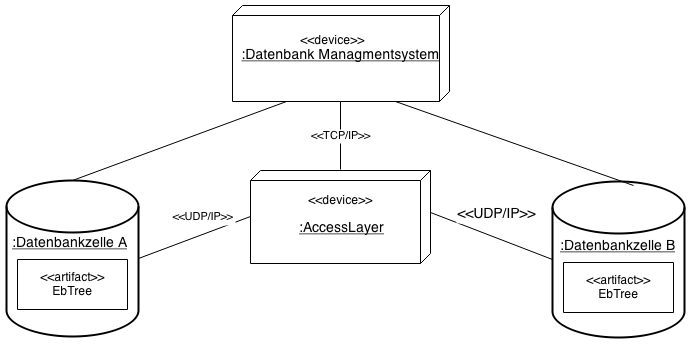 <<device>>
:Datenbank Managmentsystem
<<TCP/IP>>
<<device>>
:AccessLayer
<<UDP/IP>>
<<UDP/IP>>
:Datenbankzelle A
<<artifact>>
EbTree
:Datenbankzelle B
<<artifact>>
EbTree